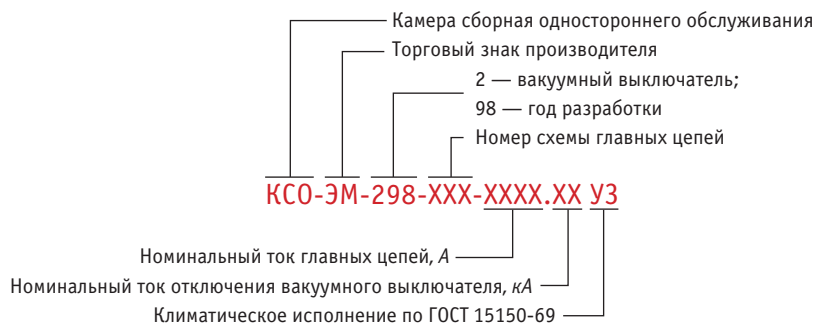 Камера сборная одностороннего обслуживания
Торговый знак производителя
2 — вакуумный выключатель;
98 — год разработки
Номер схемы главных цепей
КСО-ЭМ-298-ХХХ-ХХХХ.ХХ У3
Номинальный ток главных цепей, А
Номинальный ток отключения вакуумного выключателя, кА
Климатическое исполнение по ГОСТ 15150-69